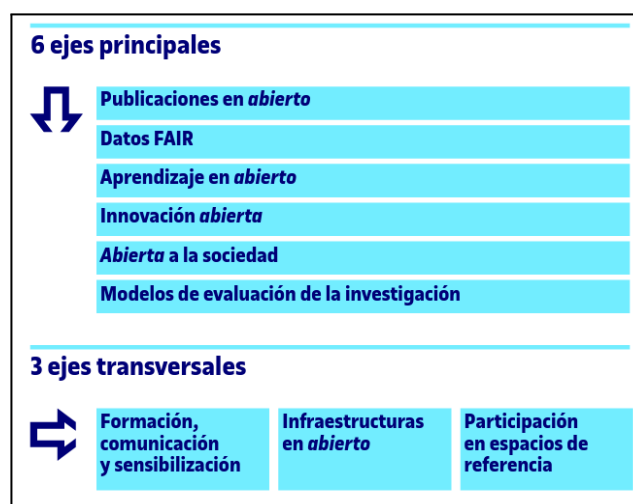 6 ejes principales
Publicaciones en abierto
Datos FAIR
Aprendizaje en abierto
Innovación abierta
Abierta a la sociedad
Modelos de evaluación de la investigación
3 ejes transversales
Formación,
comunicación
y sensibilización
Infraestructuras
en abierto
Participación
en espacios de
referencia